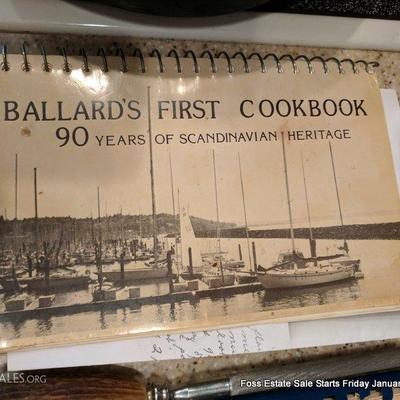 BALLARD'S FIRST COOKBOOK
90 YEARS OF SCANDINAVIAN HERITAGE
ALES.ORG
Foss Estate Sale Starts Friday Januar